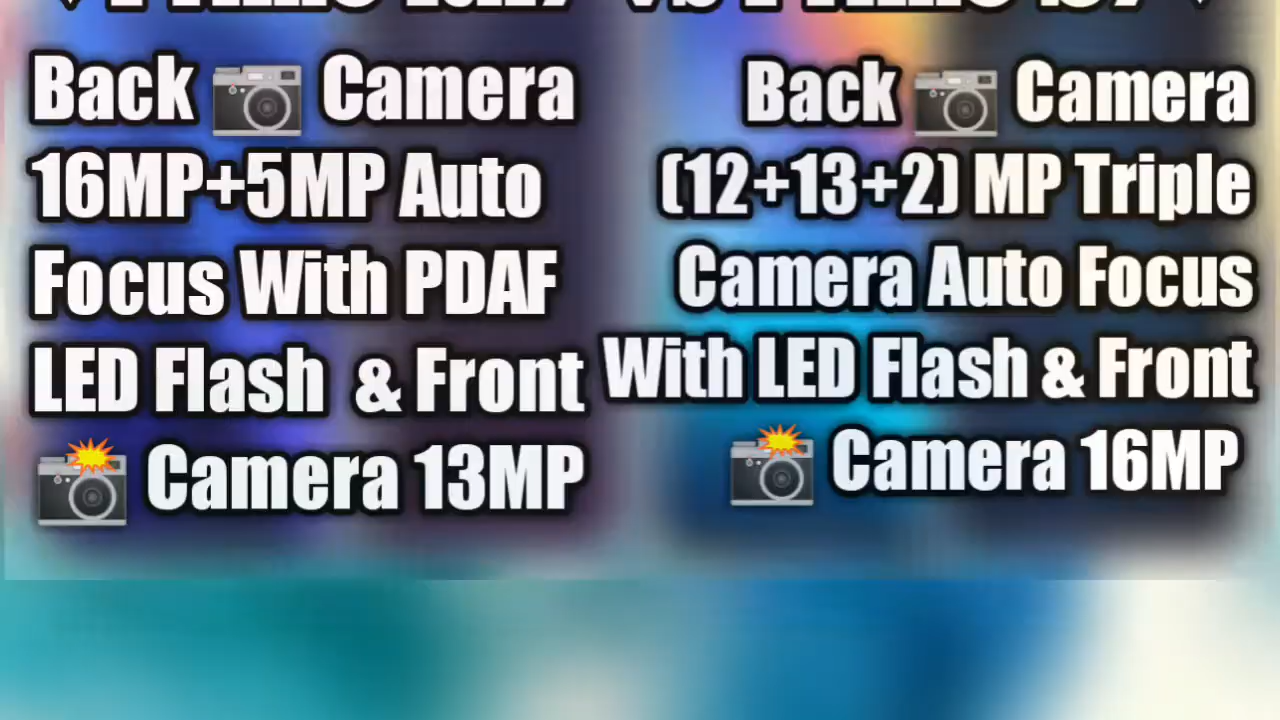 Back 📷 Camera
16MP+5MP Auto
Focus With PDAF
LED Flash & Front
📸 Camera 13MP
Back 📷 Camera
(12+13+2) MP Triple
Camera Auto Focus
With LED Flash & Front
📸 Camera 16MP